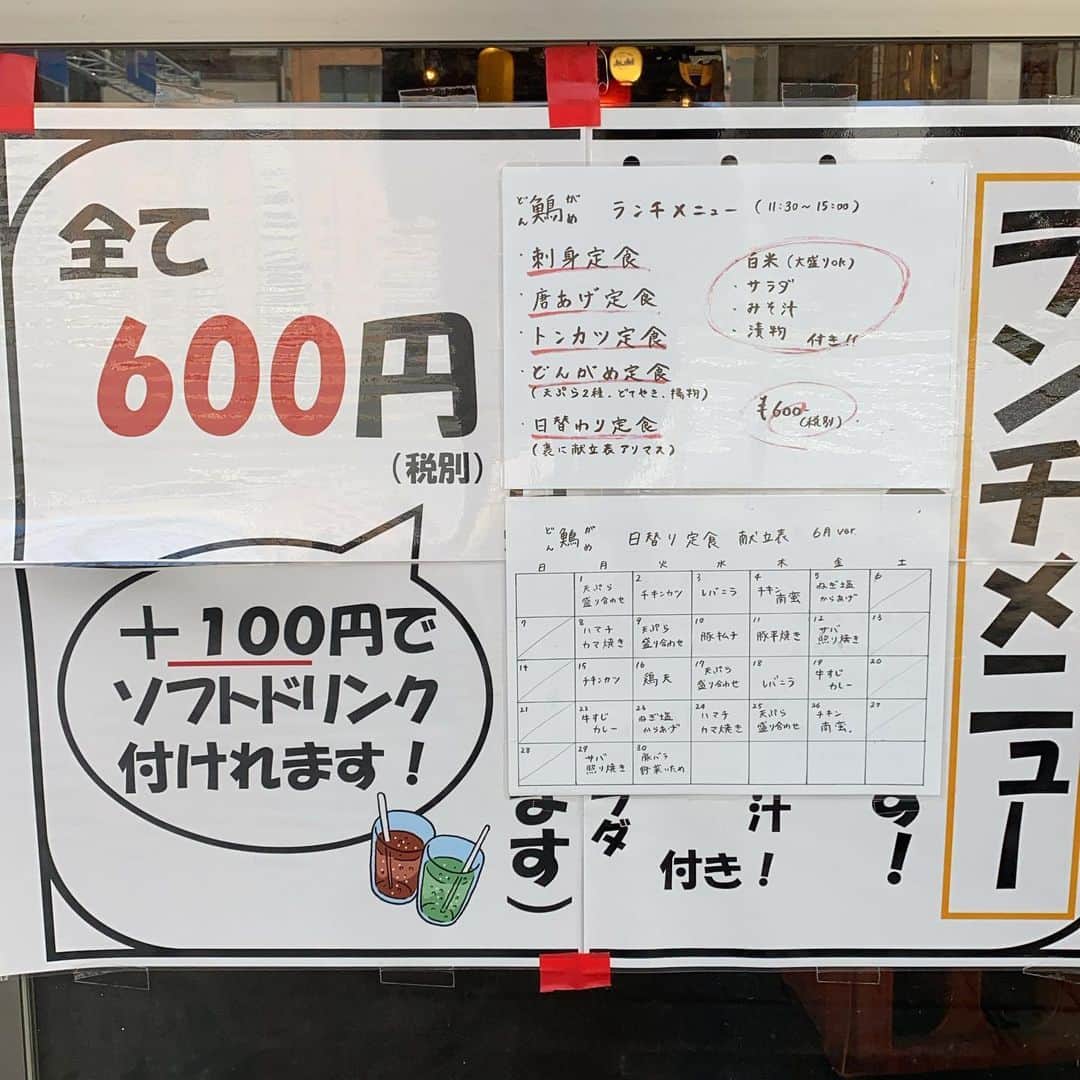 全て
600円
(税別)
+100円で
ソフトドリンク
付けれます!
どん 鶏 がめ ランチメニュー (11:30~15:00)
・刺身定食
・唐あげ定食
・トンカツ定食
・どんがめ定食
(天ぷら2種、どてやき、揚物)
・日替わり定食
(裏に献立表アリマス)
白米(大盛りOK)
・サラダ
・みそ汁
・漬物 付き!!
¥600(税別)
どん 鶏 がめ 日替り定食 献立表 6月ver.
日 月 火 水 木 金 土
1 天ぷら盛り合わせ 2 チキンカツ 3 レバニラ 4 チキン南蛮 5 ねぎ塩からあげ 6
7 8 ハマチカマ焼き 9 天ぷら盛り合わせ 10 豚キムチ 11 豚平焼き 12 サバ照り焼き 13
14 15 チキンカツ 16 鶏天 17 天ぷら盛り合わせ 18 レバニラ 19 牛すじカレー 20
21 22 牛すじカレー 23 ねぎ塩からあげ 24 ハマチカマ焼き 25 天ぷら盛り合わせ 26 チキン南蛮。 27
28 29 サバ照り焼き 30 豚バラ野菜いため
ランチメニュー
す!
汁
付き!
ラダ
ます)